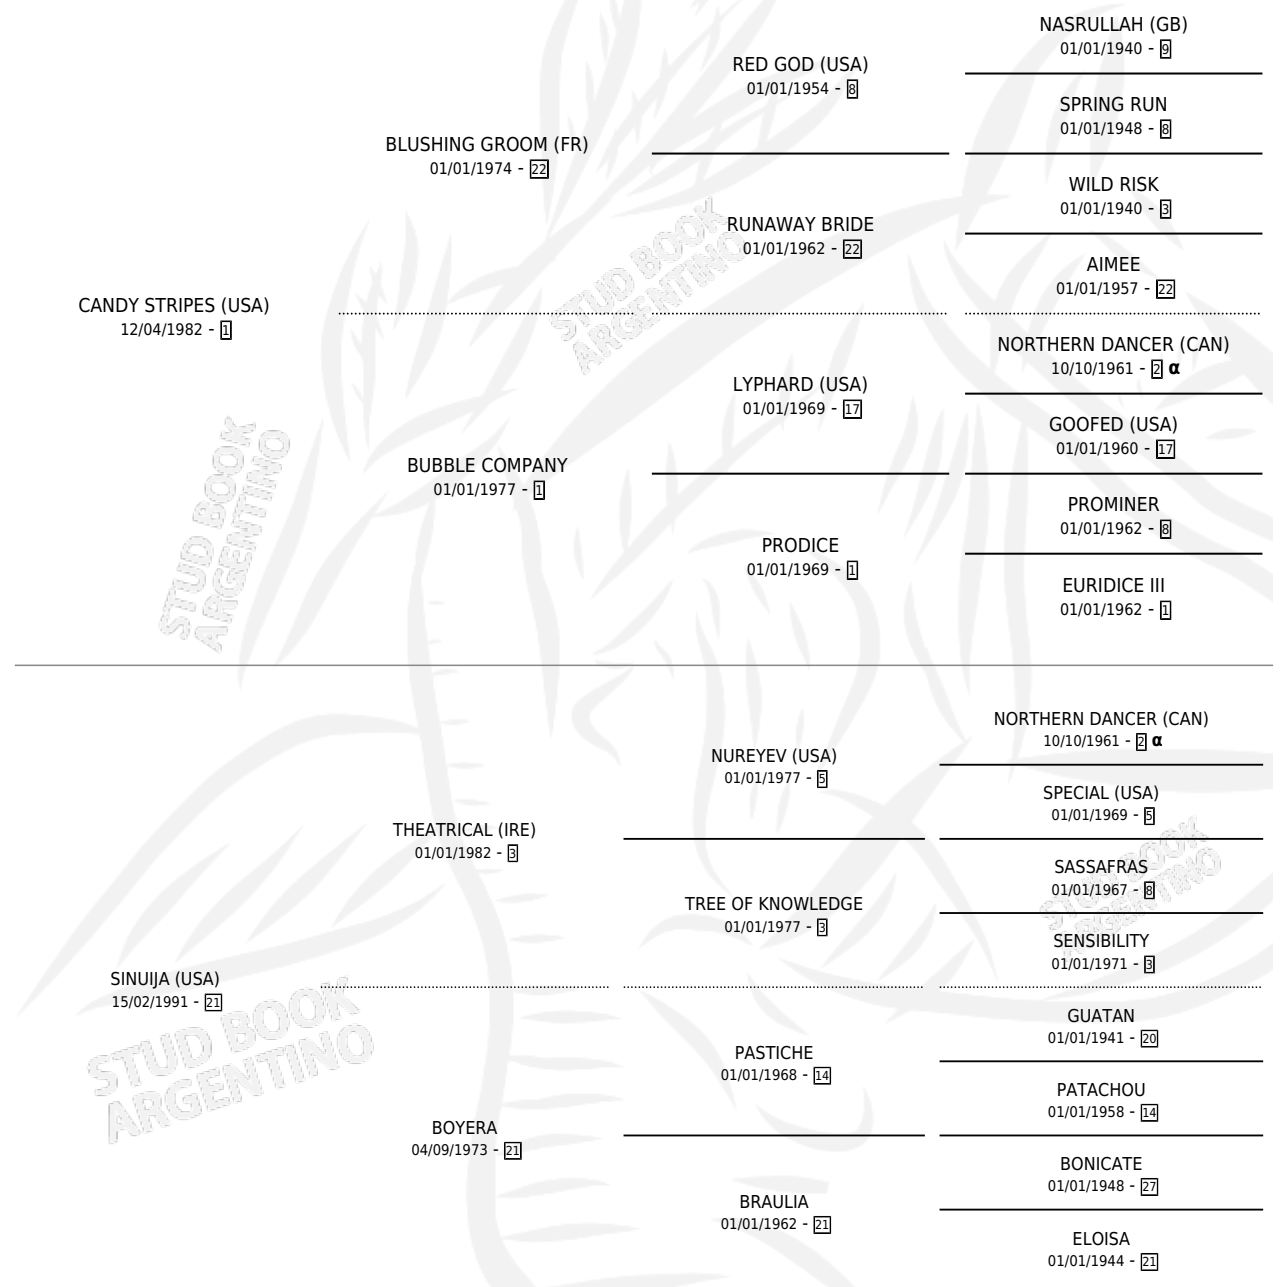 NASRULLAH (GB)
01/01/1940 - 9
RED GOD (USA)
01/01/1954 - 8
SPRING RUN
01/01/1948 - 8
BLUSHING GROOM (FR)
01/01/1974 - 22
WILD RISK
01/01/1940 - 3
RUNAWAY BRIDE
01/01/1962 - 22
AIMEE
01/01/1957 - 22
CANDY STRIPES (USA)
12/04/1982 - 1
NORTHERN DANCER (CAN)
10/10/1961 - 2 α
LYPHARD (USA)
01/01/1969 - 17
GOOFED (USA)
01/01/1960 - 17
BUBBLE COMPANY
01/01/1977 - 1
PROMINER
01/01/1962 - 8
PRODICE
01/01/1969 - 1
EURIDICE III
01/01/1962 - 1
NORTHERN DANCER (CAN)
10/10/1961 - 2 α
NUREYEV (USA)
01/01/1977 - 5
SPECIAL (USA)
01/01/1969 - 5
THEATRICAL (IRE)
01/01/1982 - 3
SASSAFRAS
01/01/1967 - 8
TREE OF KNOWLEDGE
01/01/1977 - 3
SENSIBILITY
01/01/1971 - 3
SINUIJA (USA)
15/02/1991 - 21
GUATAN
01/01/1941 - 20
PASTICHE
01/01/1968 - 14
PATACHOU
01/01/1958 - 14
BOYERA
04/09/1973 - 21
BONICATE
01/01/1948 - 27
BRAULIA
01/01/1962 - 21
ELOISA
01/01/1944 - 21
STUD BOOK
ARGENTINO
STUD BOOK
ARGENTINO
STUD BOOK
ARGENTINO
STUD BOOK
ARGENTINO